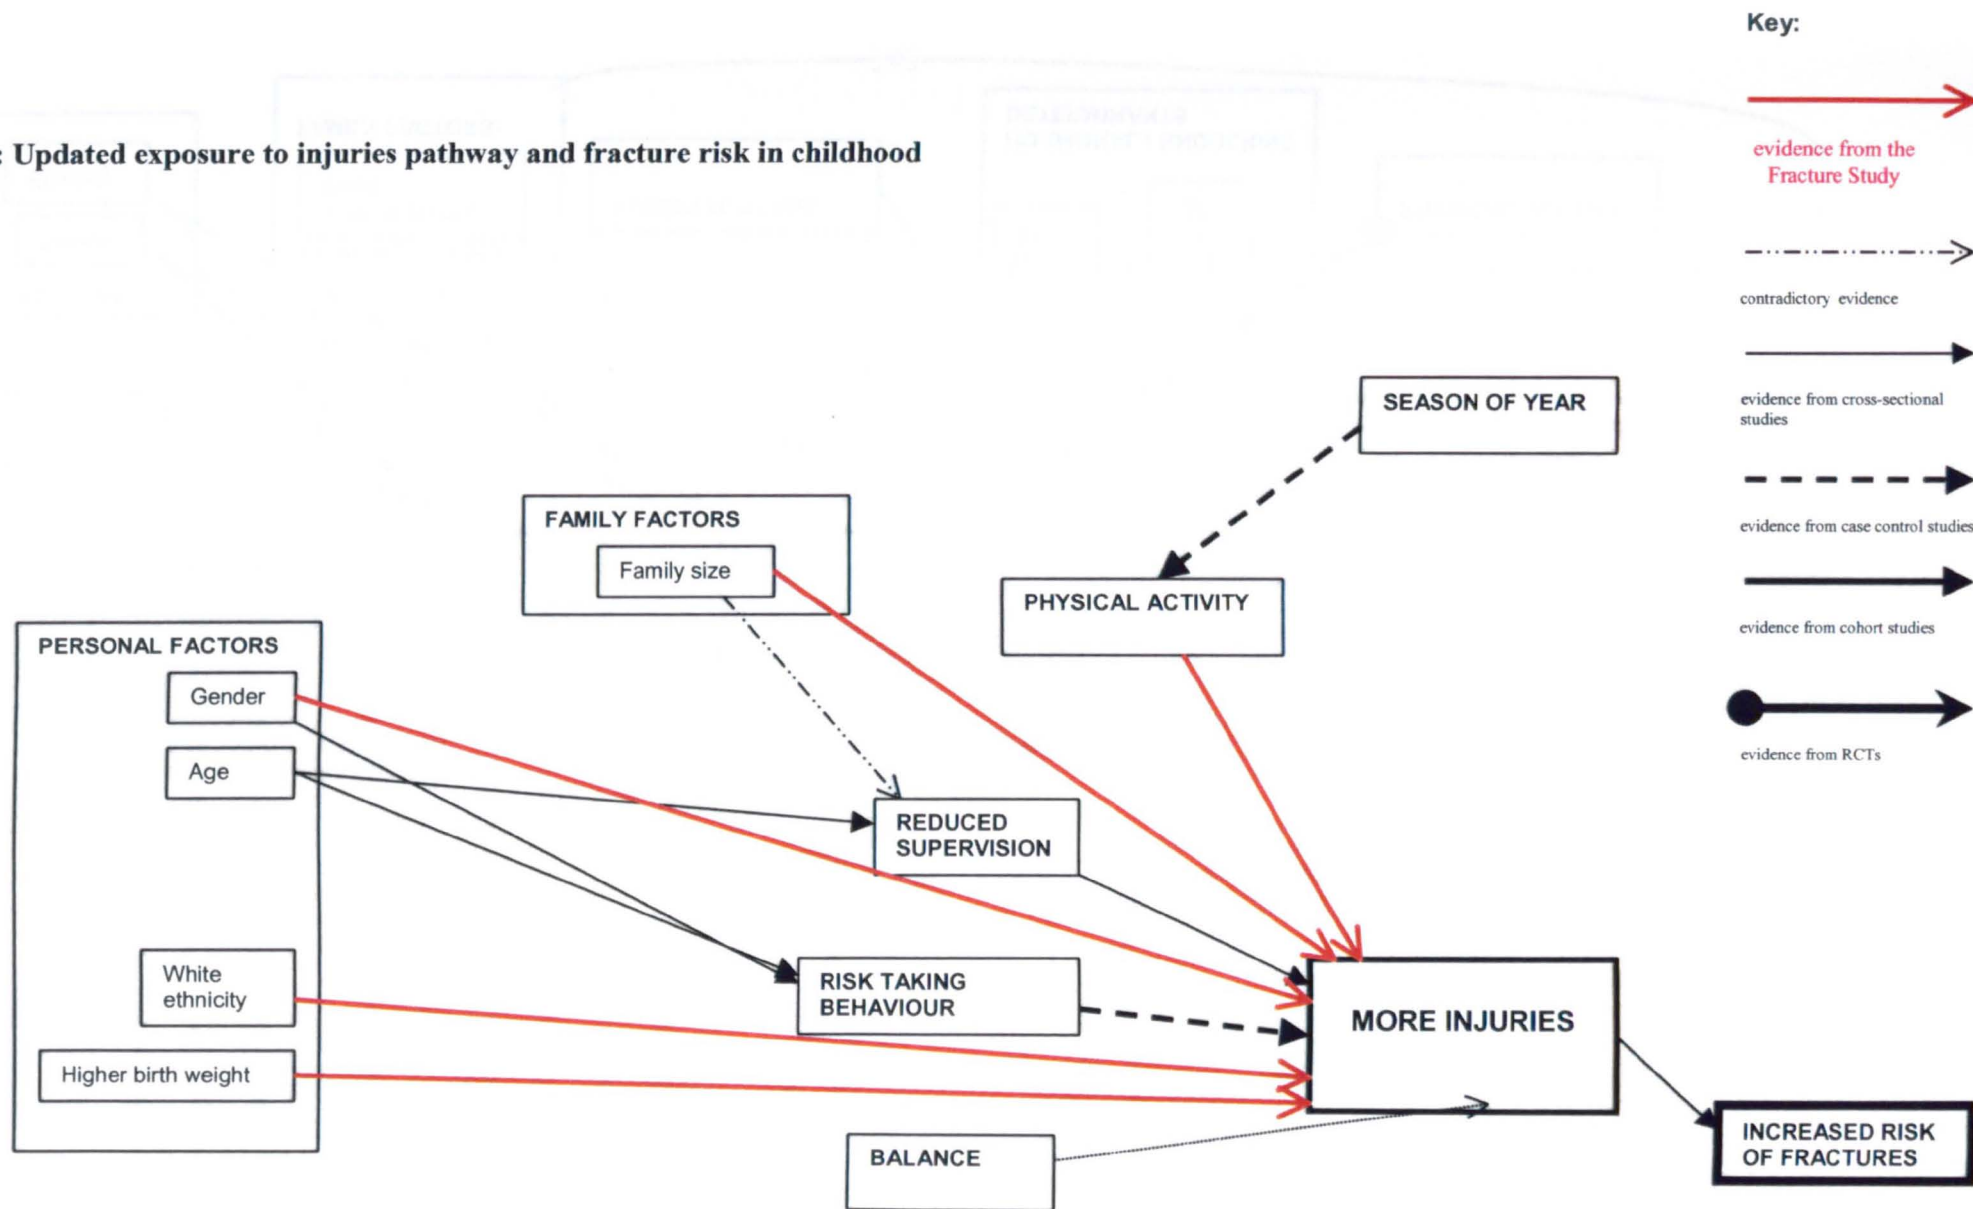 : Updated exposure to injuries pathway and fracture risk in childhood
Key:
evidence from the
Fracture Study
contradictory evidence
evidence from cross-sectional
studies
evidence from case control studies
evidence from cohort studies
evidence from RCTs
SEASON OF YEAR
FAMILY FACTORS
Family size
PHYSICAL ACTIVITY
PERSONAL FACTORS
Gender
Age
White
ethnicity
Higher birth weight
REDUCED
SUPERVISION
RISK TAKING
BEHAVIOUR
MORE INJURIES
BALANCE
INCREASED RISK
OF FRACTURES